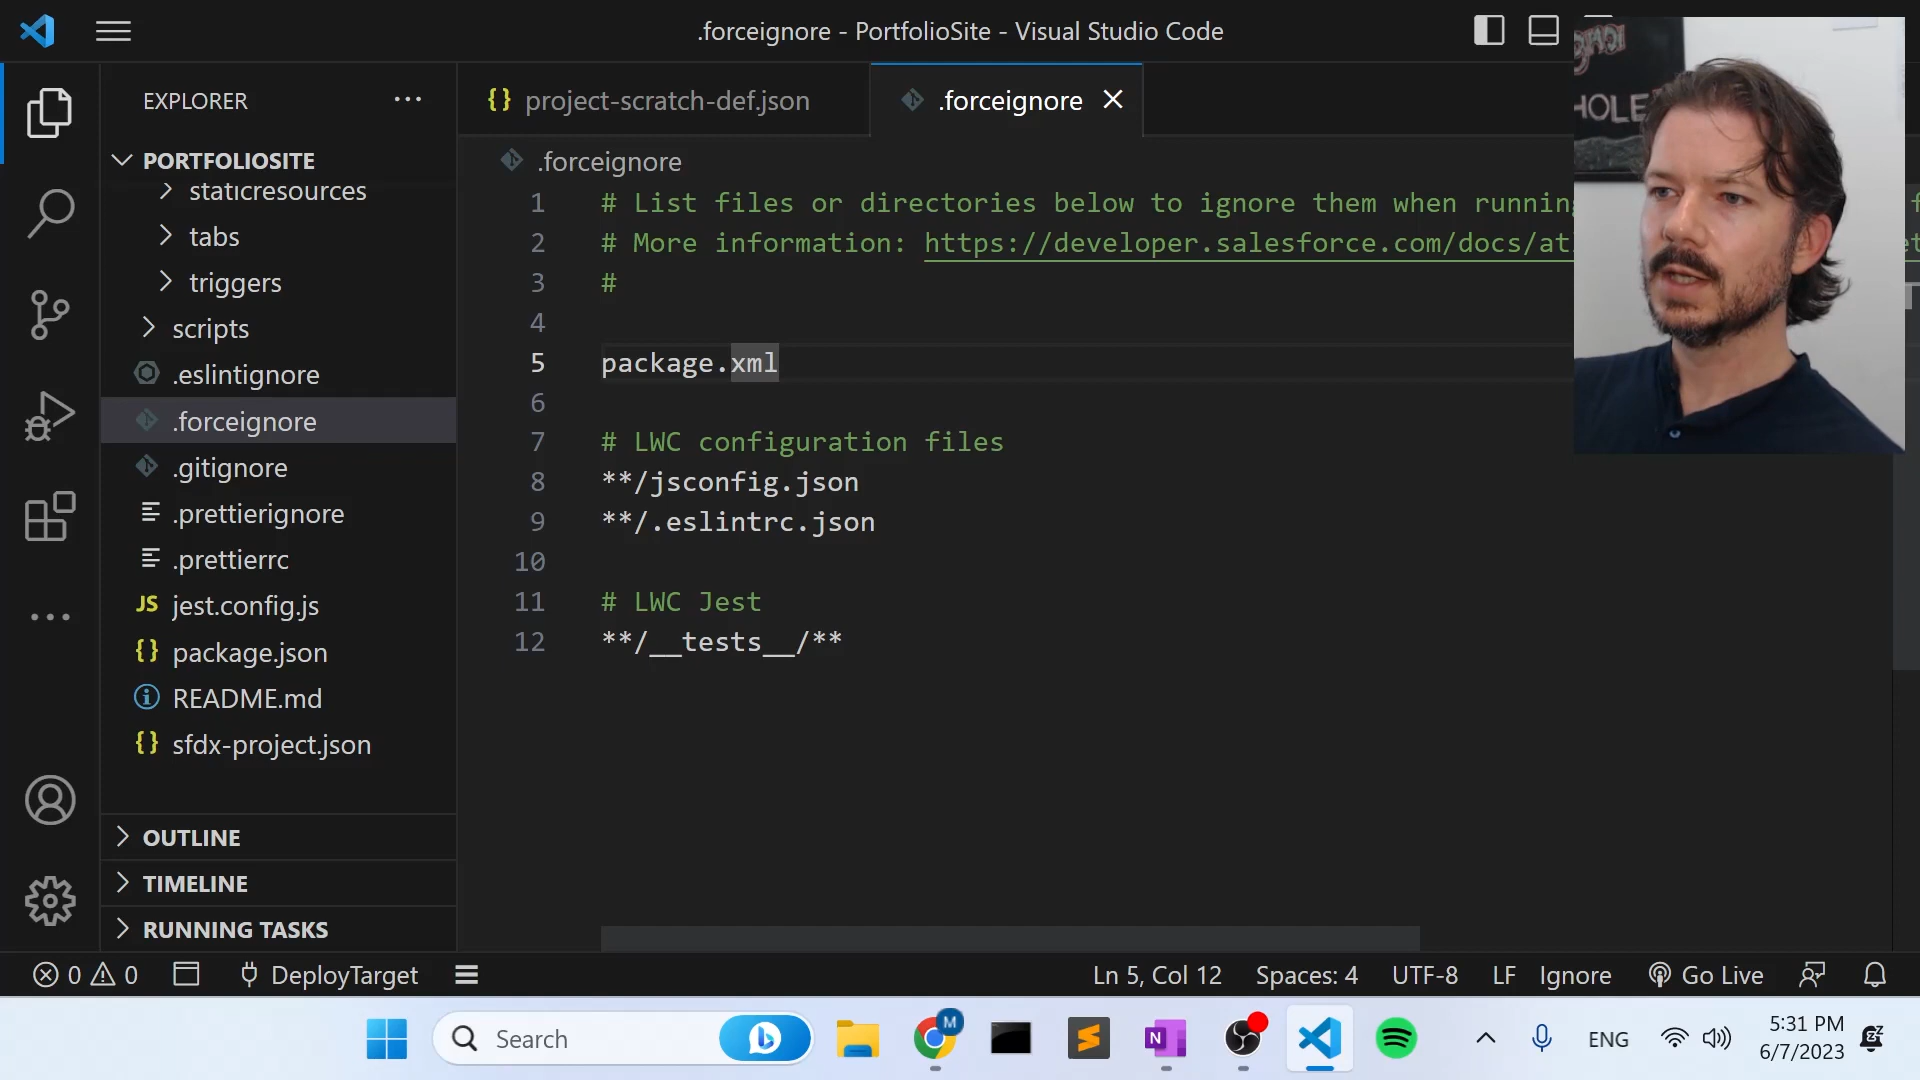 .forceignore - PortfolioSite - Visual Studio Code
EXPLORER
PORTFOLIOSITE
staticresources
tabs
triggers
scripts
.eslintignore
.forceignore
.gitignore
.prettierignore
.prettierrc
JS jest.config.js
{} package.json
README.md
{} sfdx-project.json
OUTLINE
TIMELINE
RUNNING TASKS
{} project-scratch-def.json
.forceignore
.forceignore
1 # List files or directories below to ignore them when running
2 # More information: https://developer.salesforce.com/docs/at
3 #
4
5 package.xml
6
7 # LWC configuration files
8 **/jsconfig.json
9 **/.eslintrc.json
10
11 # LWC Jest
12 **/__tests__/**
HOLE
0 0 DeployTarget
Ln 5, Col 12 Spaces: 4 UTF-8 LF Ignore Go Live
Search
M
N
ENG
5:31 PM
6/7/2023